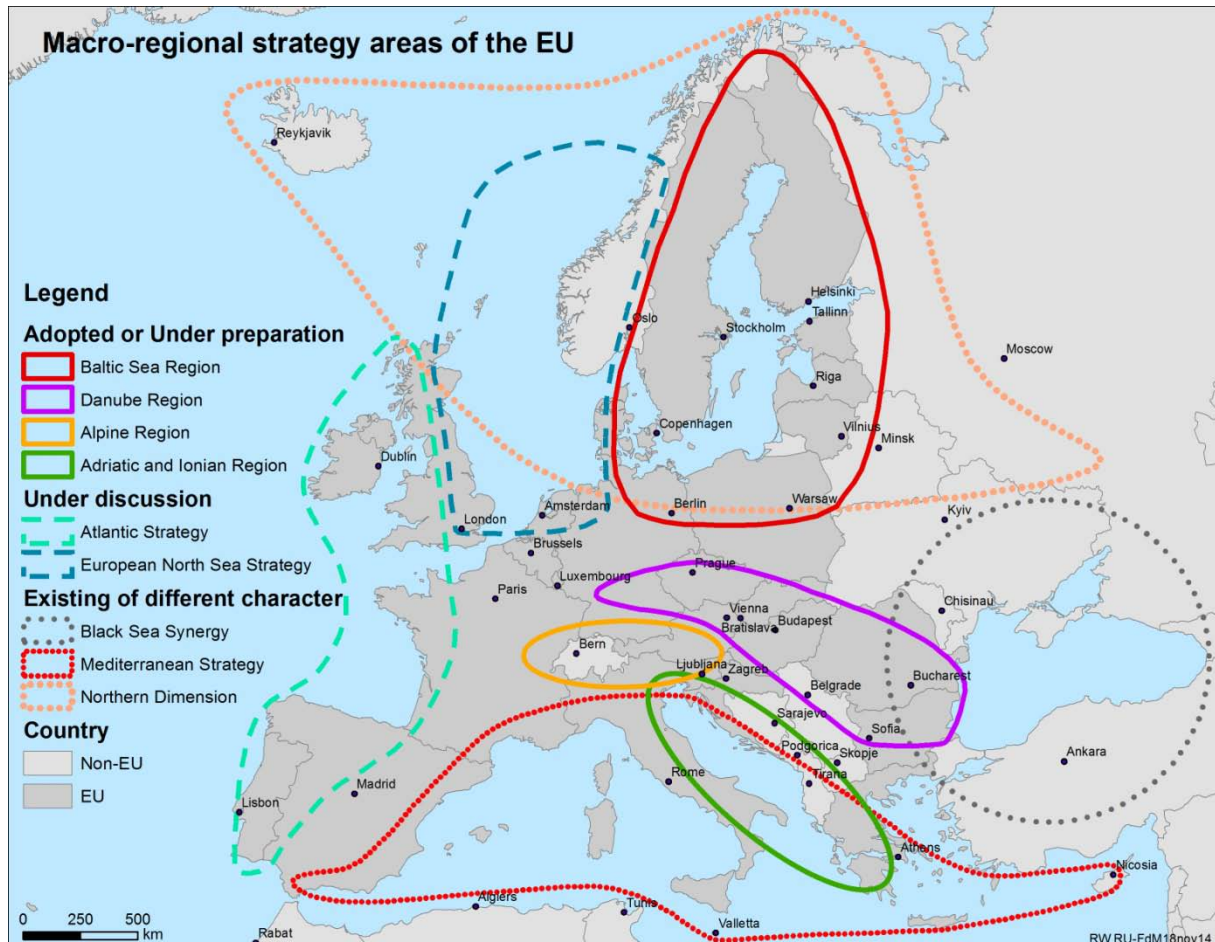 Macro-regional strategy areas of the EU
Reykjavik
Legend
Adopted or Under preparation
Baltic Sea Region
Danube Region
Alpine Region
Adriatic and Ionian Region
Under discussion
Atlantic Strategy
European North Sea Strategy
Existing of different character
Black Sea Synergy
Mediterranean Strategy
Northern Dimension
Country
Non-EU
EU
0 250 500
km
Helsinki
Tallinn
Oslo
Stockholm
Moscow
Riga
Copenhagen
Vilnius
Minsk
Dublin
Berlin
Warsaw
Amsterdam
London
Kyiv
Brussels
Prague
Luxembourg
Paris
Chisinau
Vienna
Bratislava
Budapest
Bern
Ljubljana
Zagreb
Bucharest
Belgrade
Sarajevo
Sofia
Podgorica
Skopje
Ankara
Rome
Tirana
Madrid
Lisbon
Athens
Nicosia
Algiers
Tunis
Valletta
Rabat
RW.RU-EdM18nov14